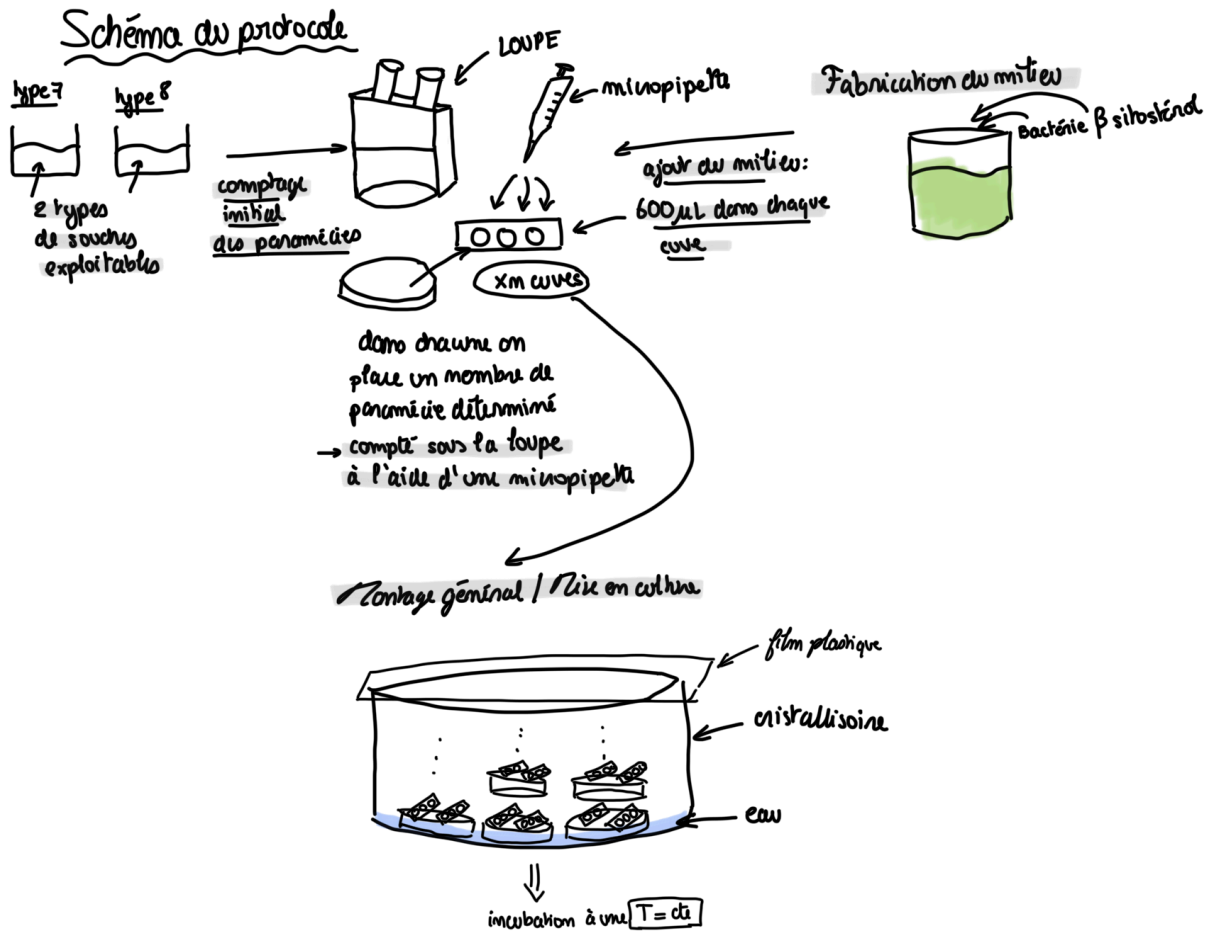 Schéma du protocole
type 7
type 8
2 types
de souches
exploitables
comptage
initial
des paramécies
LOUPE
micropipette
Fabrication du milieu
Bactérie
β sitostérol
ajout du milieu:
600 µL dans chaque
cuve
xn cuves
dans chacune on
place un nombre de
paramécie déterminé
→ compté sous la loupe
à l'aide d'une micropipette
Montage général / Mise en culture
film plastique
cristallisoire
eau
incubation à une T = cte